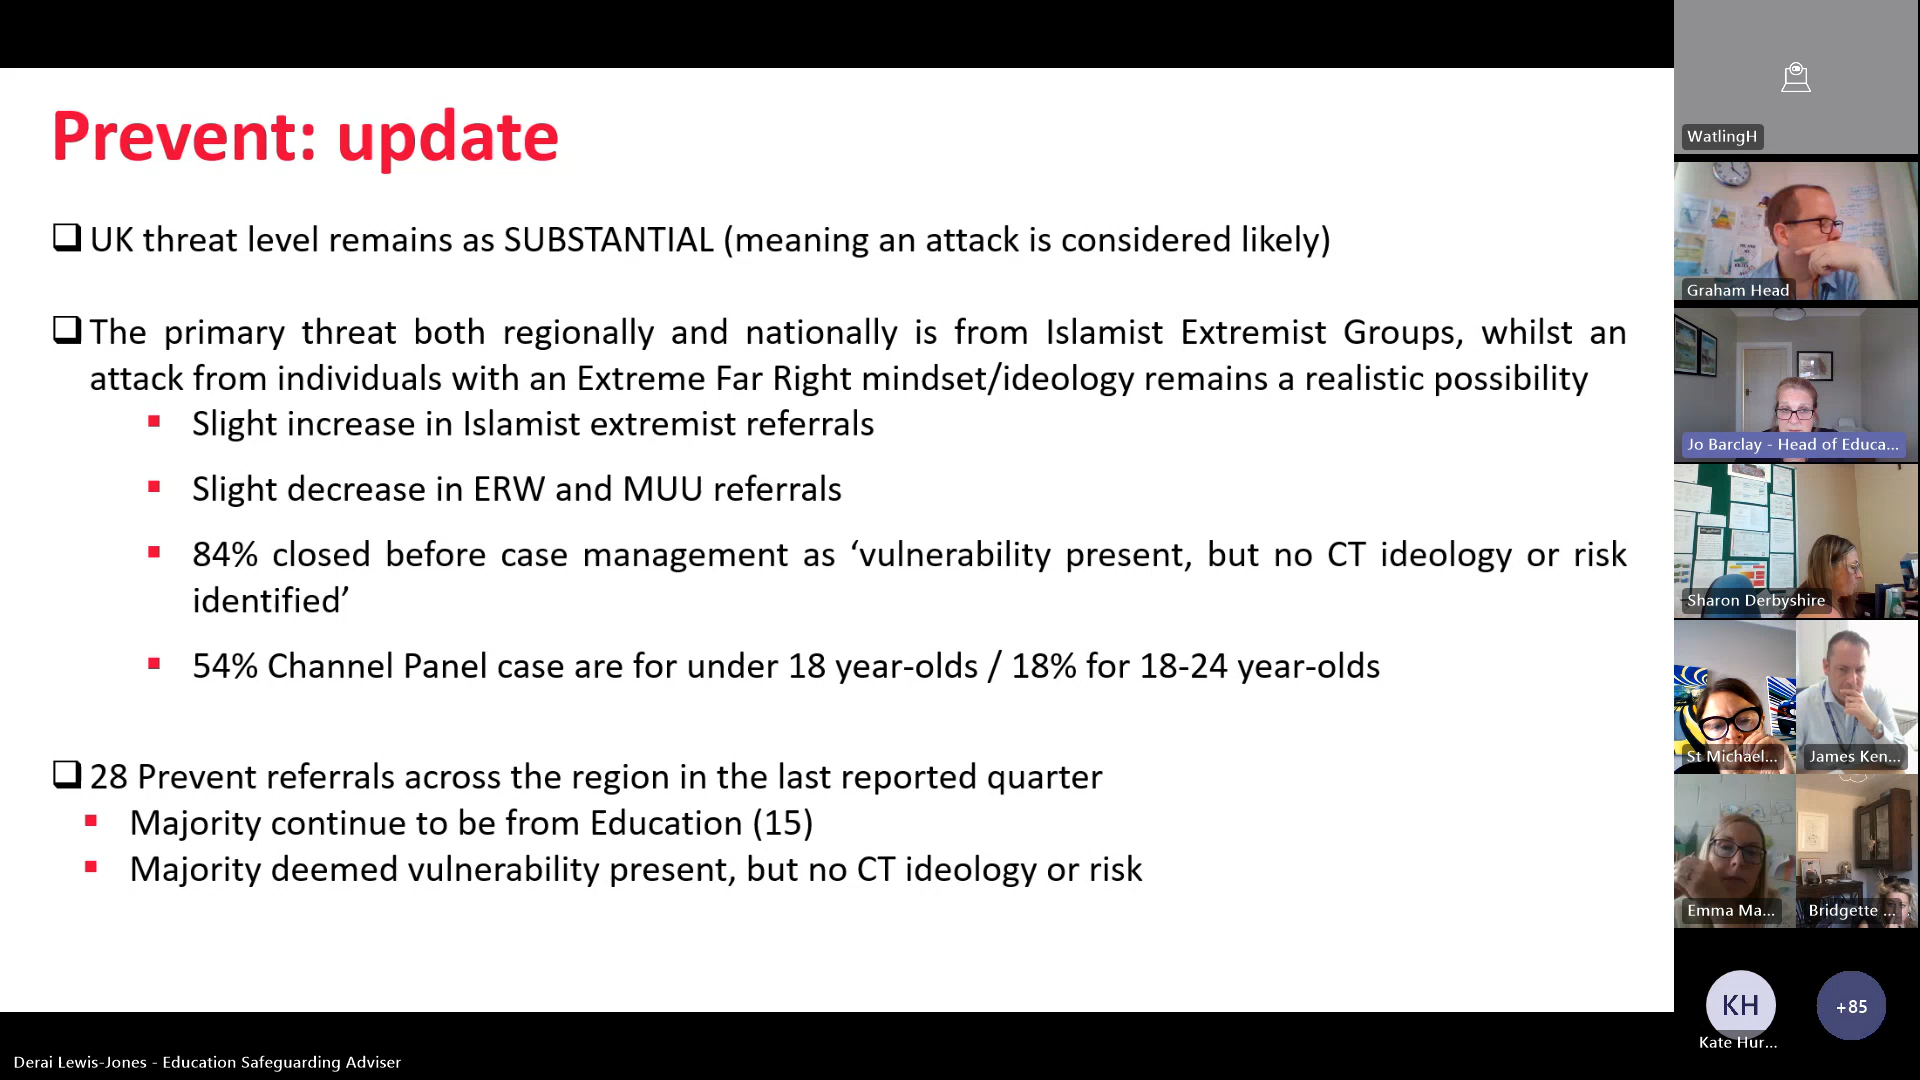 Prevent: update
❑ UK threat level remains as SUBSTANTIAL (meaning an attack is considered likely)
❑ The primary threat both regionally and nationally is from Islamist Extremist Groups, whilst an
attack from individuals with an Extreme Far Right mindset/ideology remains a realistic possibility
▪ Slight increase in Islamist extremist referrals
▪ Slight decrease in ERW and MUU referrals
▪ 84% closed before case management as ‘vulnerability present, but no CT ideology or risk
identified’
▪ 54% Channel Panel case are for under 18 year-olds / 18% for 18-24 year-olds
❑ 28 Prevent referrals across the region in the last reported quarter
▪ Majority continue to be from Education (15)
▪ Majority deemed vulnerability present, but no CT ideology or risk
Derai Lewis-Jones - Education Safeguarding Adviser
WatlingH
Graham Head
Jo Barclay - Head of Educa...
Sharon Derbyshire
St Michael...
James Ken...
Emma Ma...
Bridgette ...
KH
Kate Hur...
+85